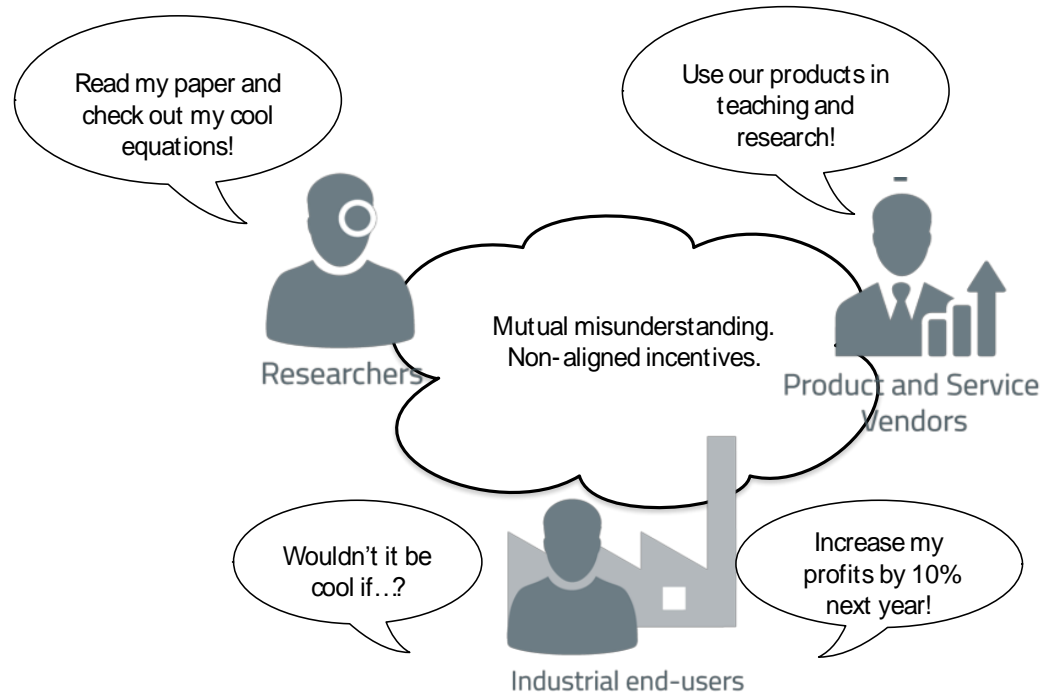 Read my paper and
check out my cool
equations!
Use our products in
teaching and
research!
Researchers
Mutual misunderstanding.
Non-aligned incentives.
Product and Service
Vendors
Wouldn’t it be
cool if…?
Increase my
profits by 10%
next year!
Industrial end-users